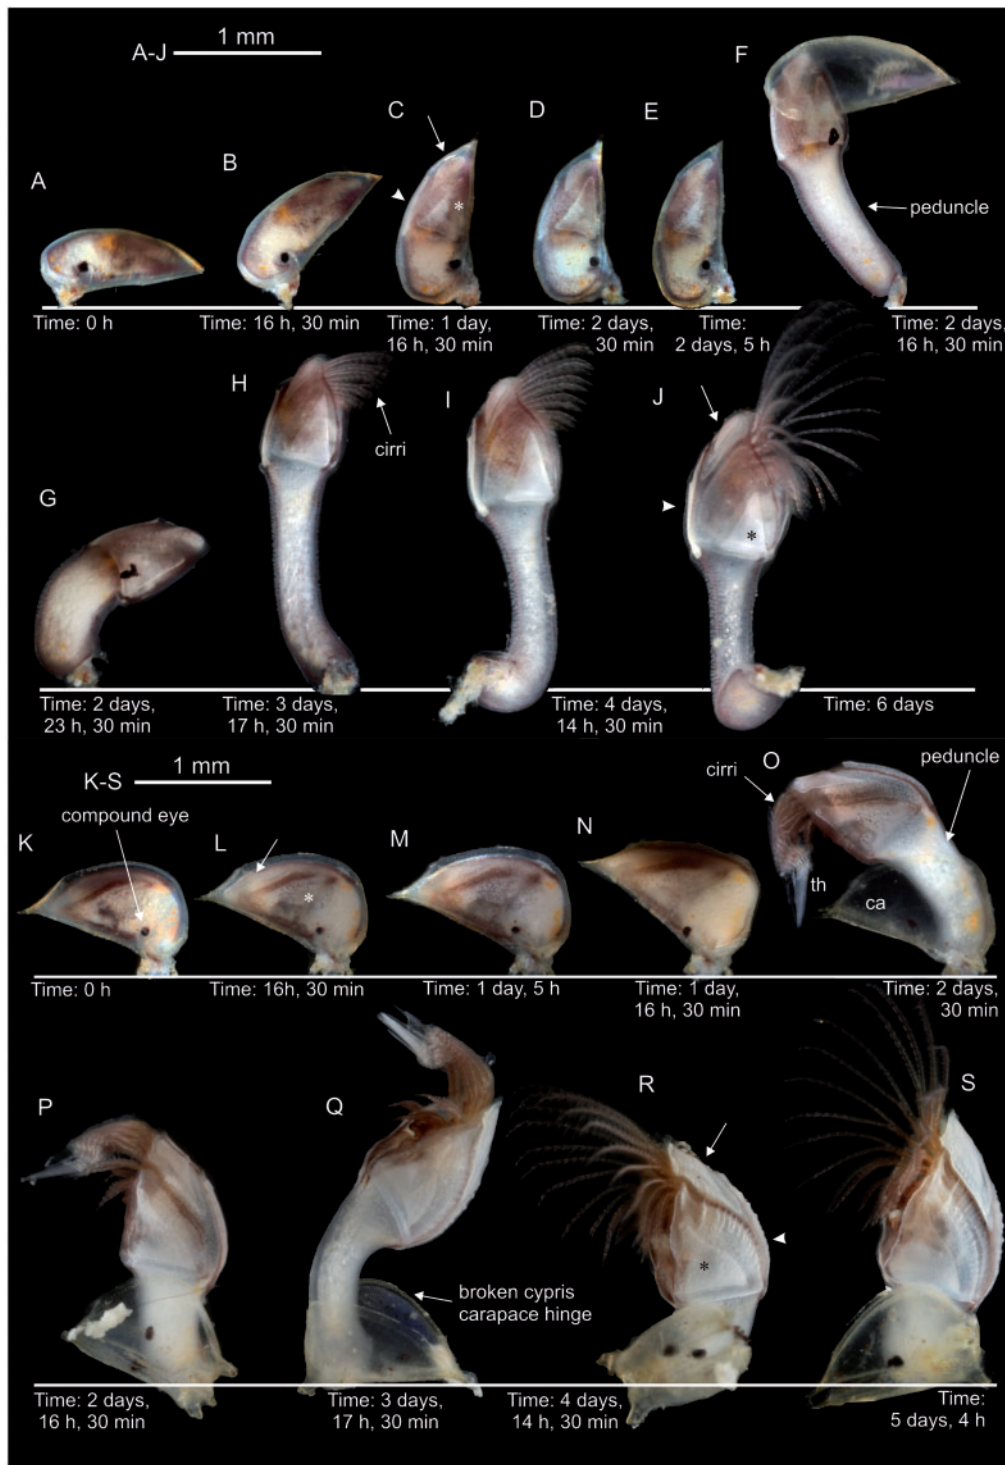 A-J
1 mm
A
B
C
D
E
F
*
peduncle
Time: 0 h
Time: 16 h, 30 min
Time: 1 day,
16 h, 30 min
Time: 2 days,
30 min
Time:
2 days, 5 h
Time: 2 days,
16 h, 30 min
G
H
I
J
cirri
*
Time: 2 days,
23 h, 30 min
Time: 3 days,
17 h, 30 min
Time: 4 days,
14 h, 30 min
Time: 6 days
K-S
1 mm
compound eye
K
L
M
N
O
cirri
peduncle
*
th
ca
Time: 0 h
Time: 16h, 30 min
Time: 1 day, 5 h
Time: 1 day,
16 h, 30 min
Time: 2 days,
30 min
P
Q
R
S
*
broken cypris
carapace hinge
Time: 2 days,
16 h, 30 min
Time: 3 days,
17 h, 30 min
Time: 4 days,
14 h, 30 min
Time:
5 days, 4 h